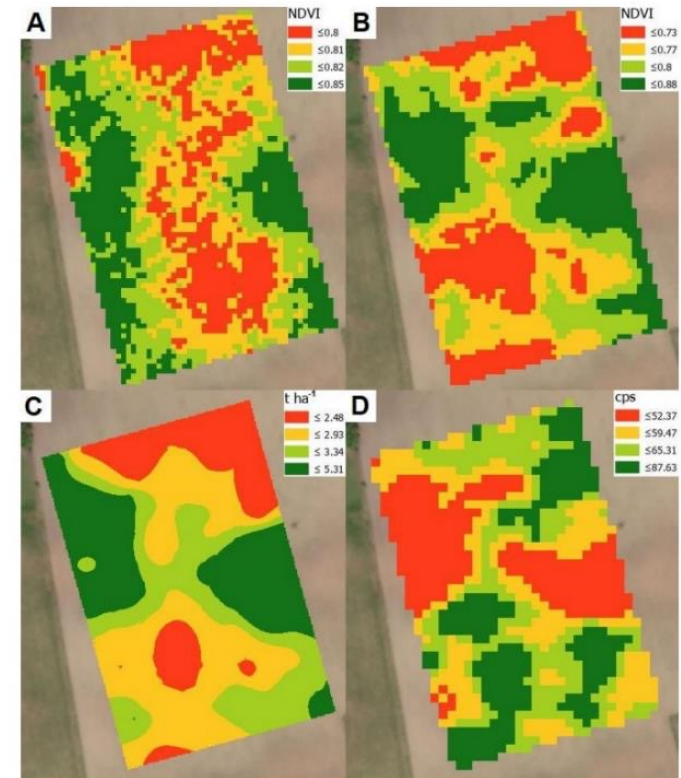 A
NDVI
≤0.8
≤0.81
≤0.82
≤0.85
B
NDVI
≤0.73
≤0.77
≤0.8
≤0.88
C
t ha⁻¹
≤ 2.48
≤ 2.93
≤ 3.34
≤ 5.31
D
cps
≤52.37
≤59.47
≤65.31
≤87.63